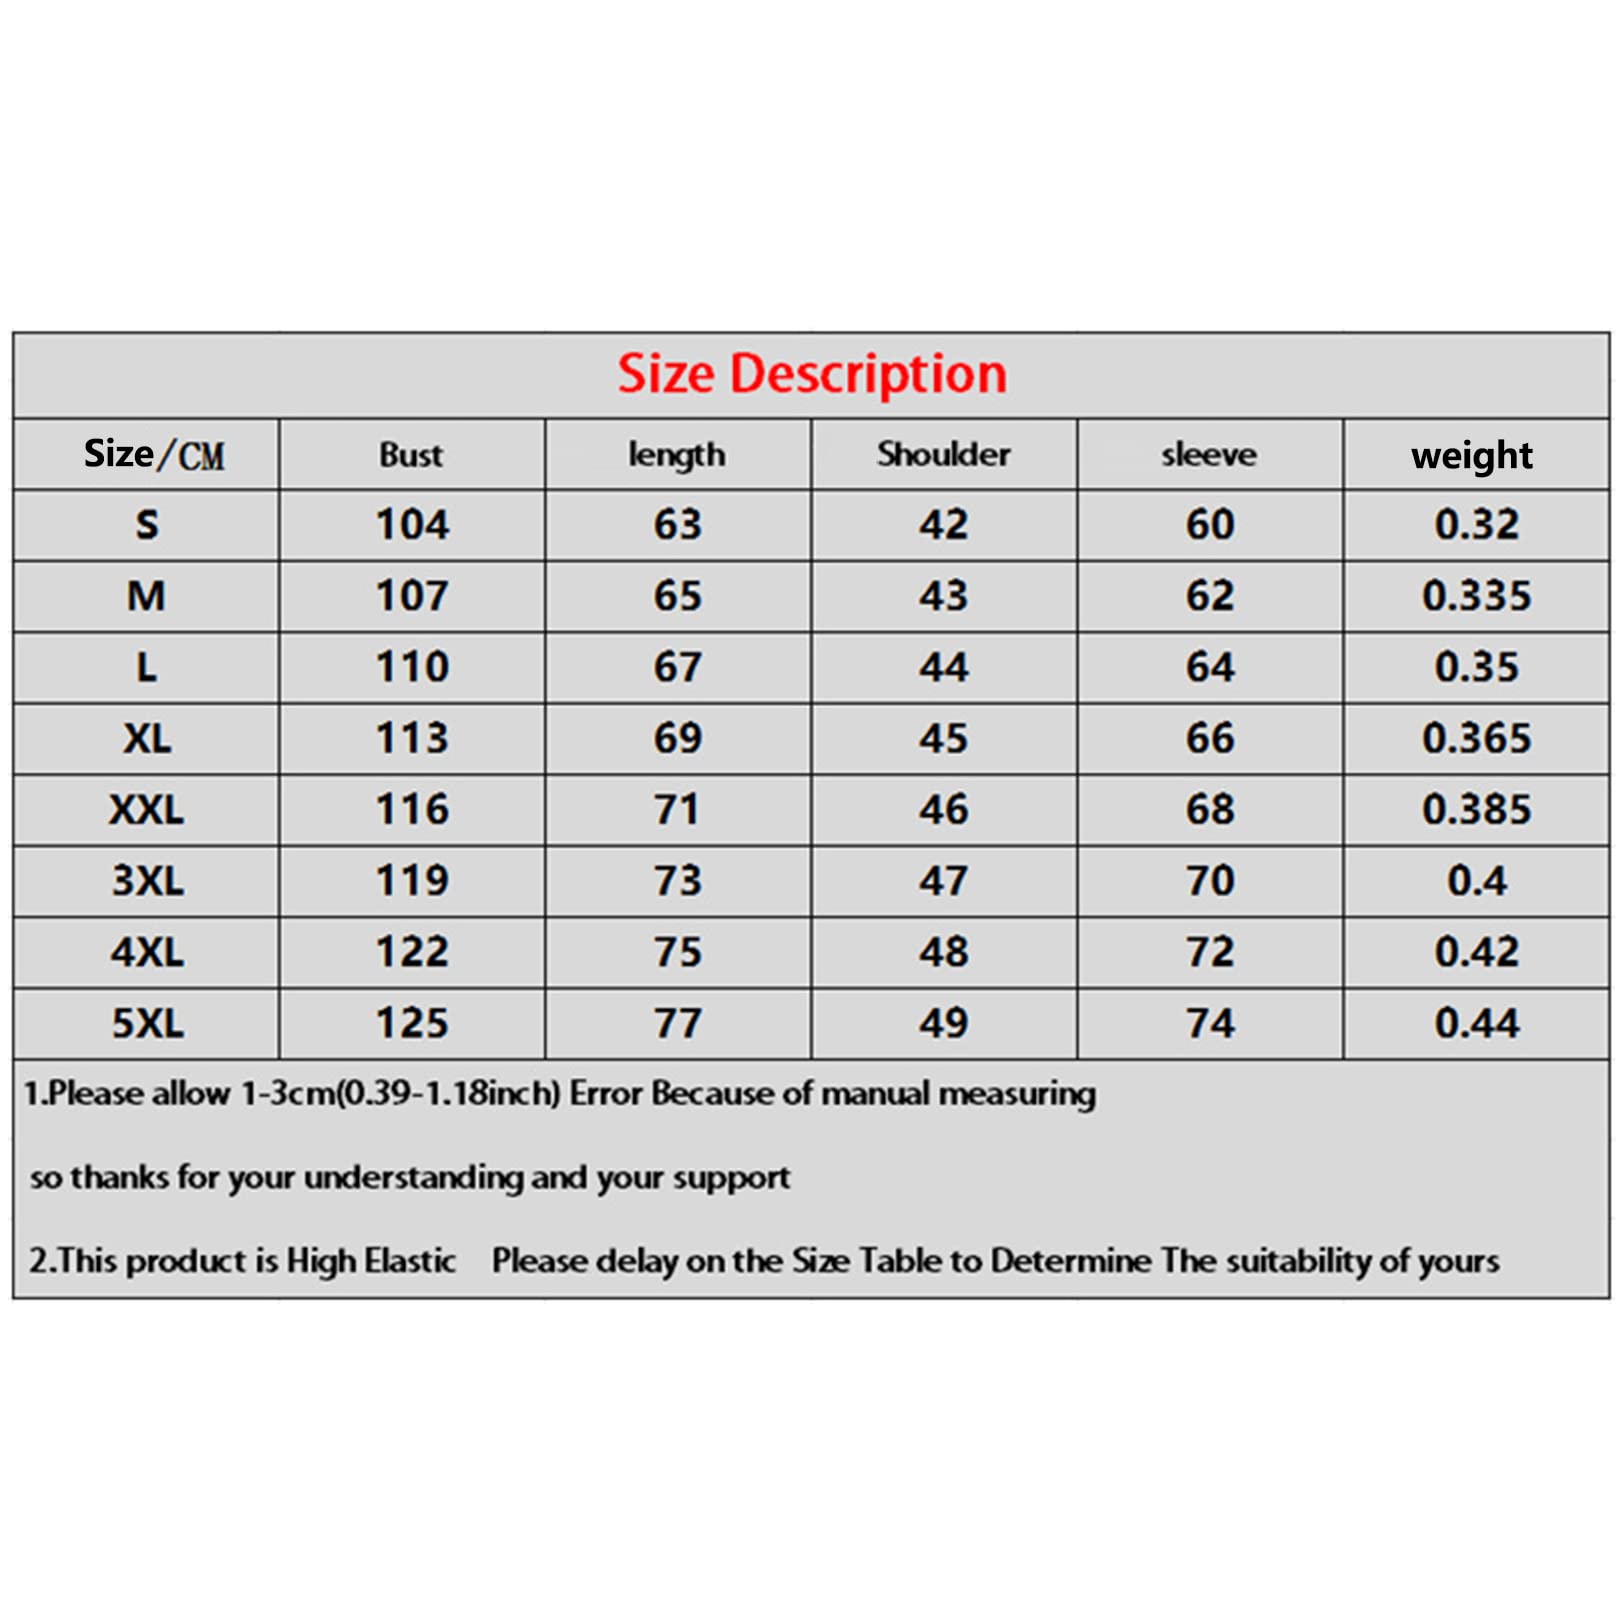 Size Description
Size/CM Bust length Shoulder sleeve weight
S 104 63 42 60 0.32
M 107 65 43 62 0.335
L 110 67 44 64 0.35
XL 113 69 45 66 0.365
XXL 116 71 46 68 0.385
3XL 119 73 47 70 0.4
4XL 122 75 48 72 0.42
5XL 125 77 49 74 0.44
1.Please allow 1-3cm(0.39-1.18inch) Error Because of manual measuring
so thanks for your understanding and your support
2.This product is High Elastic Please delay on the Size Table to Determine The suitability of yours